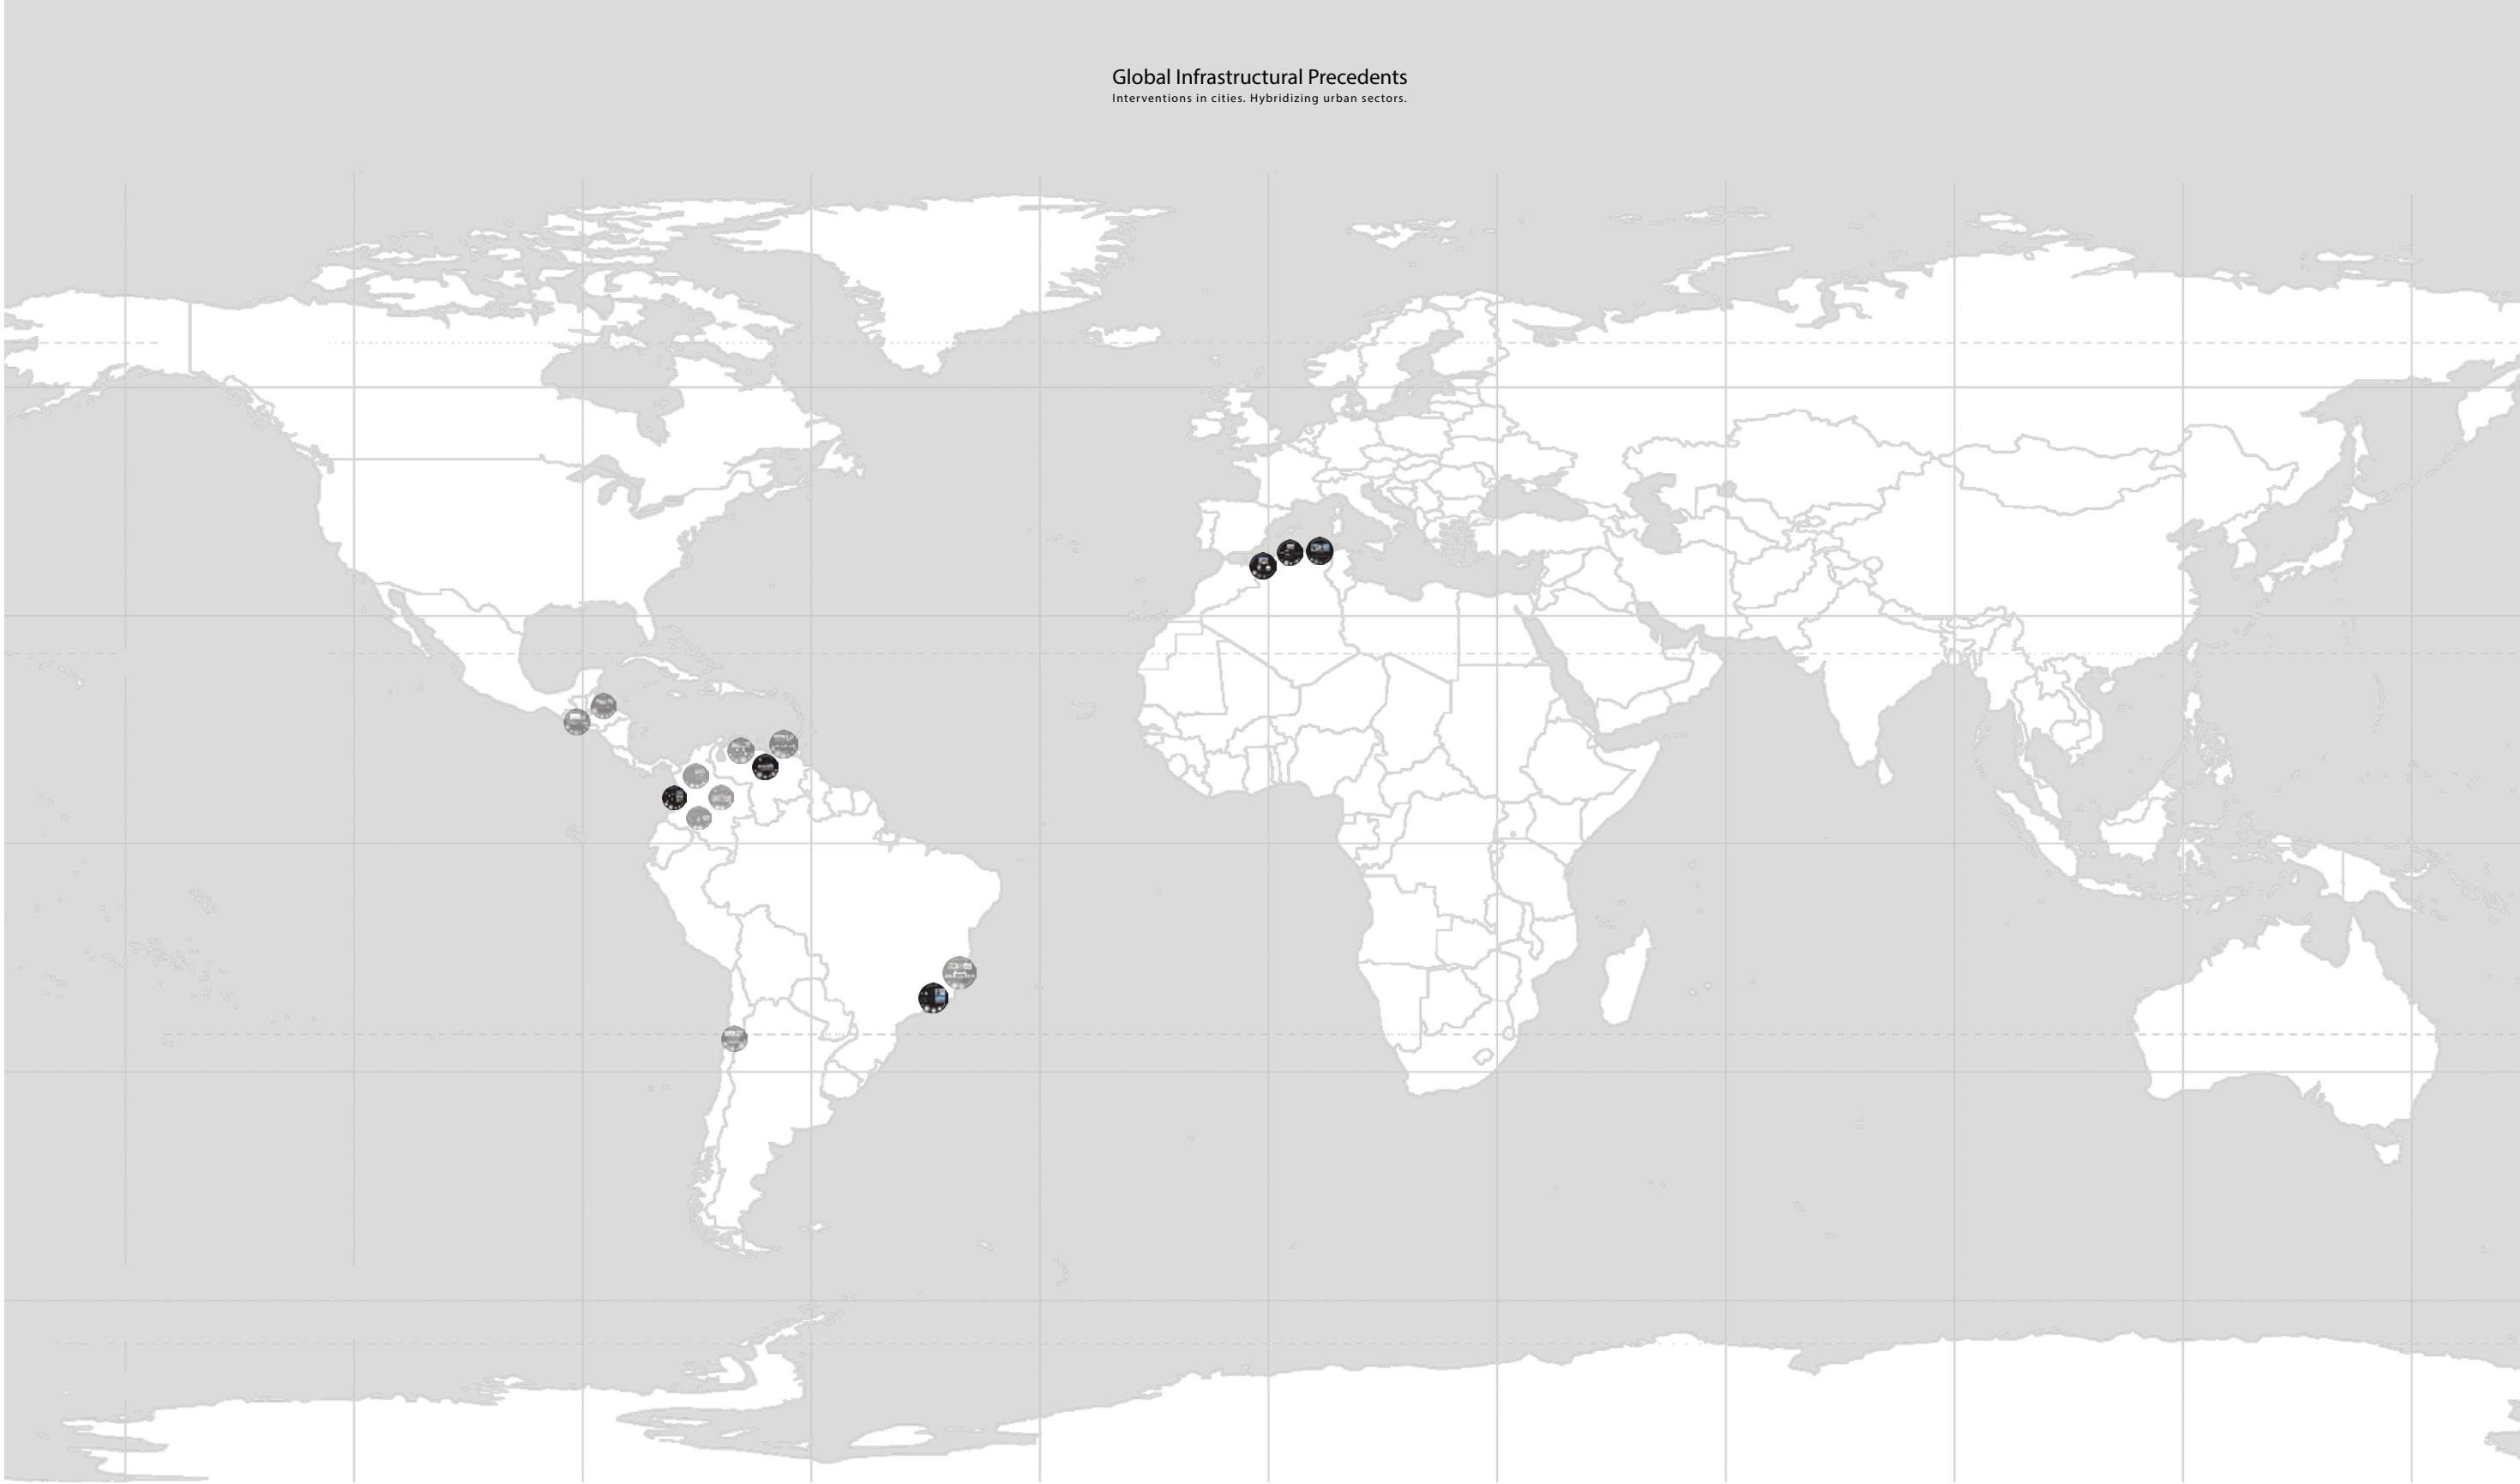 Global Infrastructural Precedents
Interventions in cities. Hybridizing urban sectors.